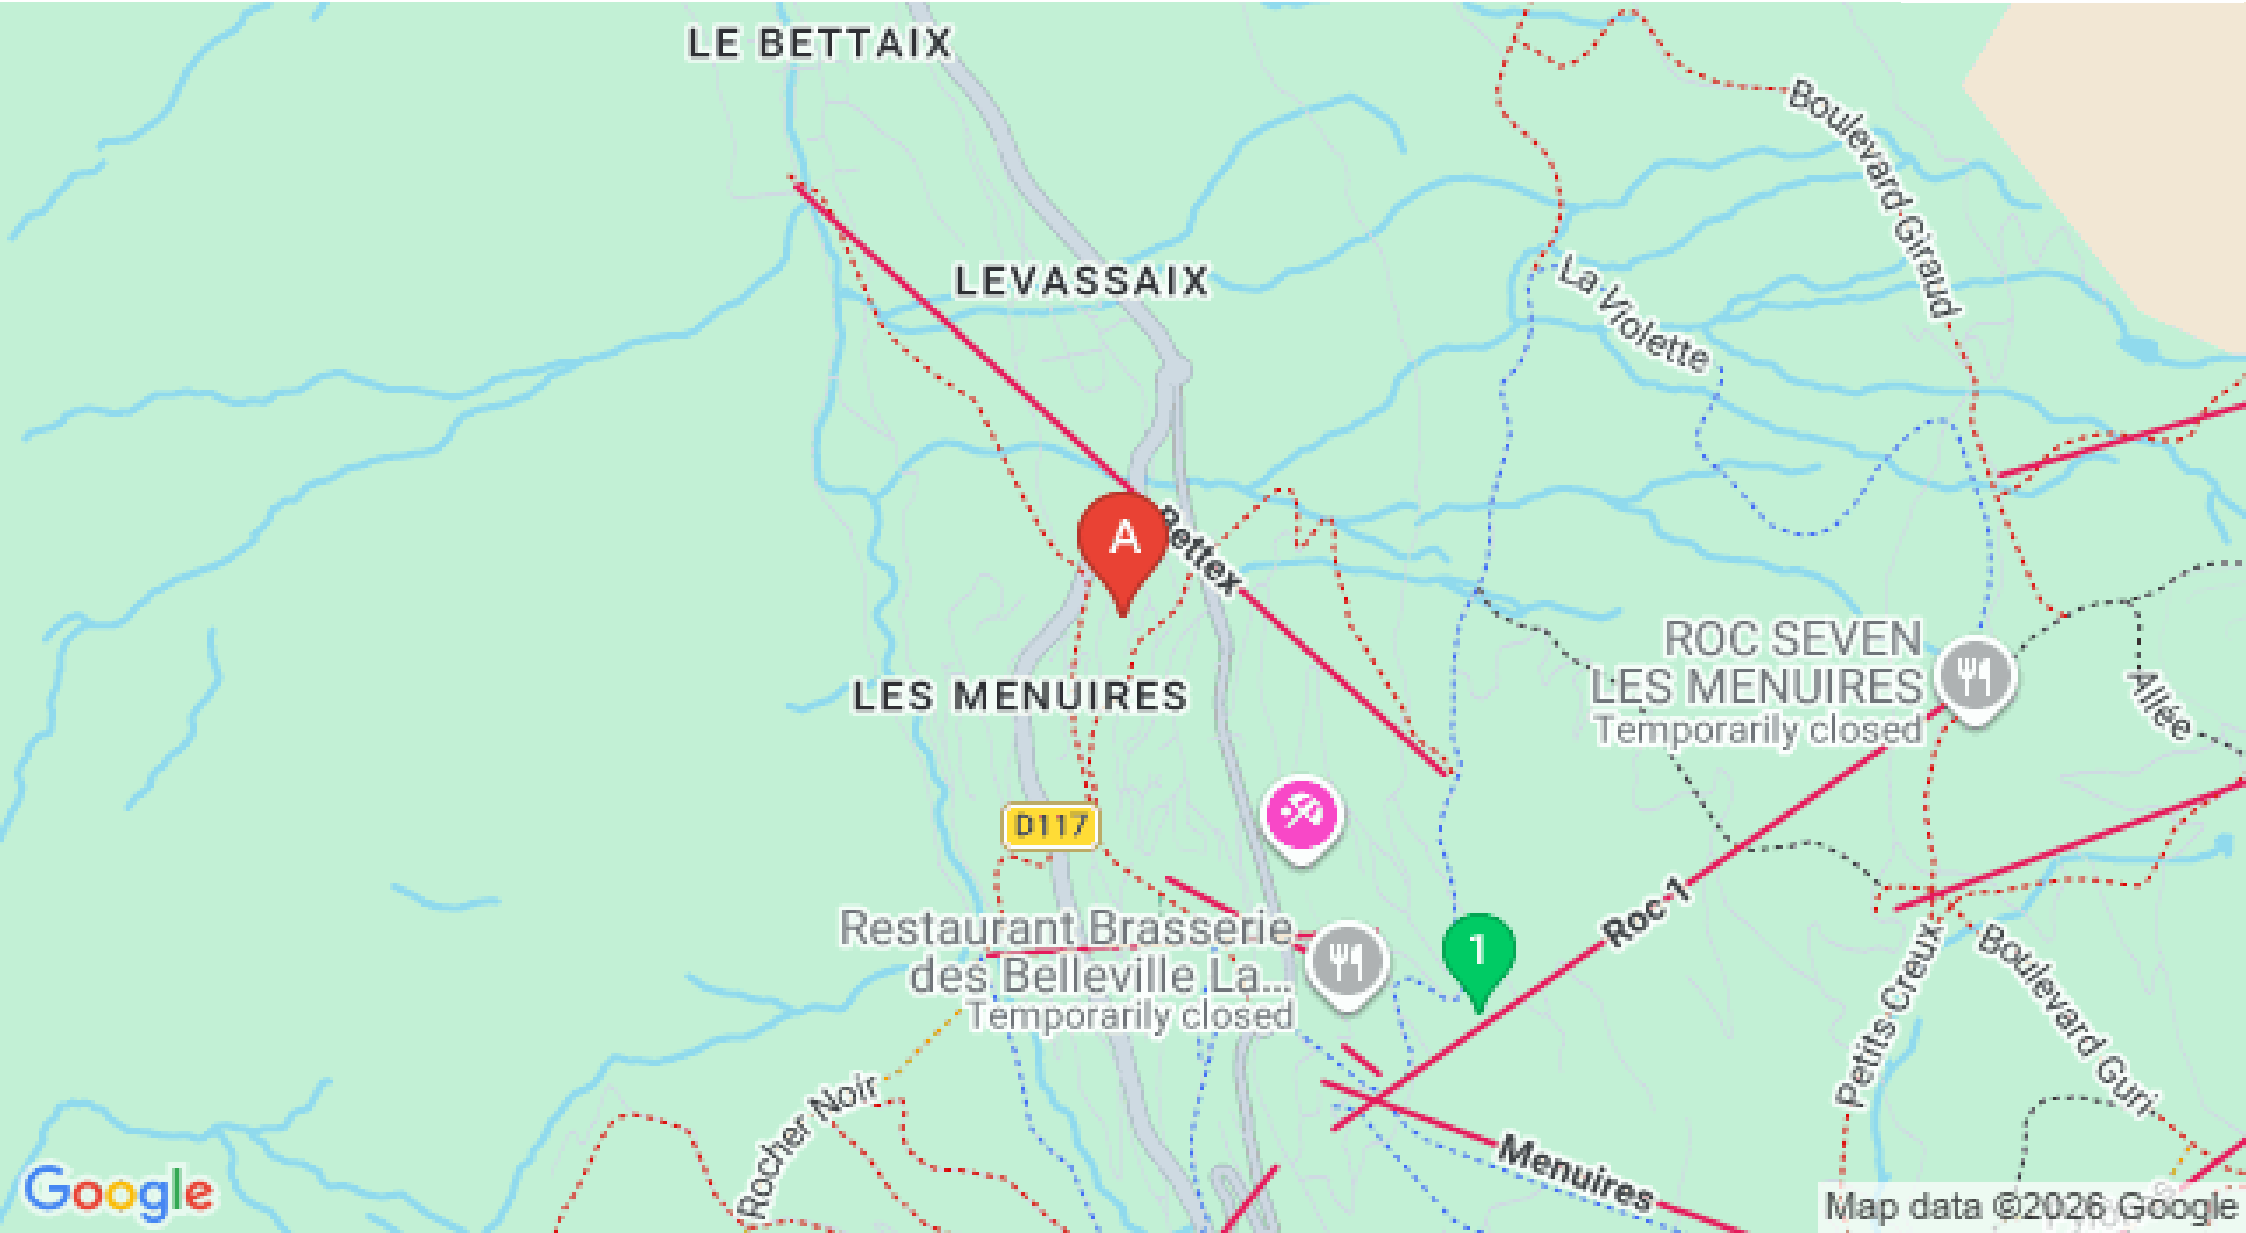 LE BETTAIX
Boulevard Giraud
LEVASSAIX
La Violette
A
Bettex
ROC SEVEN
LES MENUIRES
Temporarily closed
LES MENUIRES
Allée
D117
Roc 1
Restaurant Brasserie
des Belleville La...
Temporarily closed
1
Petits Creux
Boulevard Guri
Rocher Noir
Menuires
Google
Map data ©2026 Google